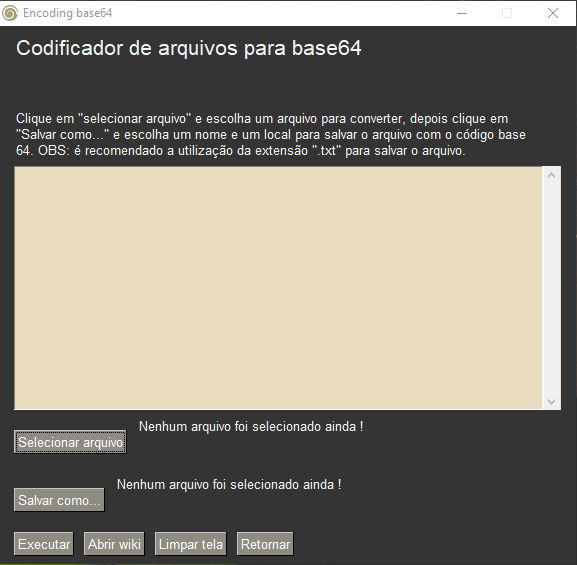 Encoding base64
Codificador de arquivos para base64
Clique em "selecionar arquivo" e escolha um arquivo para converter, depois clique em
"Salvar como..." e escolha um nome e um local para salvar o arquivo com o código base
64. OBS: é recomendado a utilização da extensão ".txt" para salvar o arquivo.
Nenhum arquivo foi selecionado ainda !
Selecionar arquivo
Nenhum arquivo foi selecionado ainda !
Salvar como...
Executar Abrir wiki Limpar tela Retornar